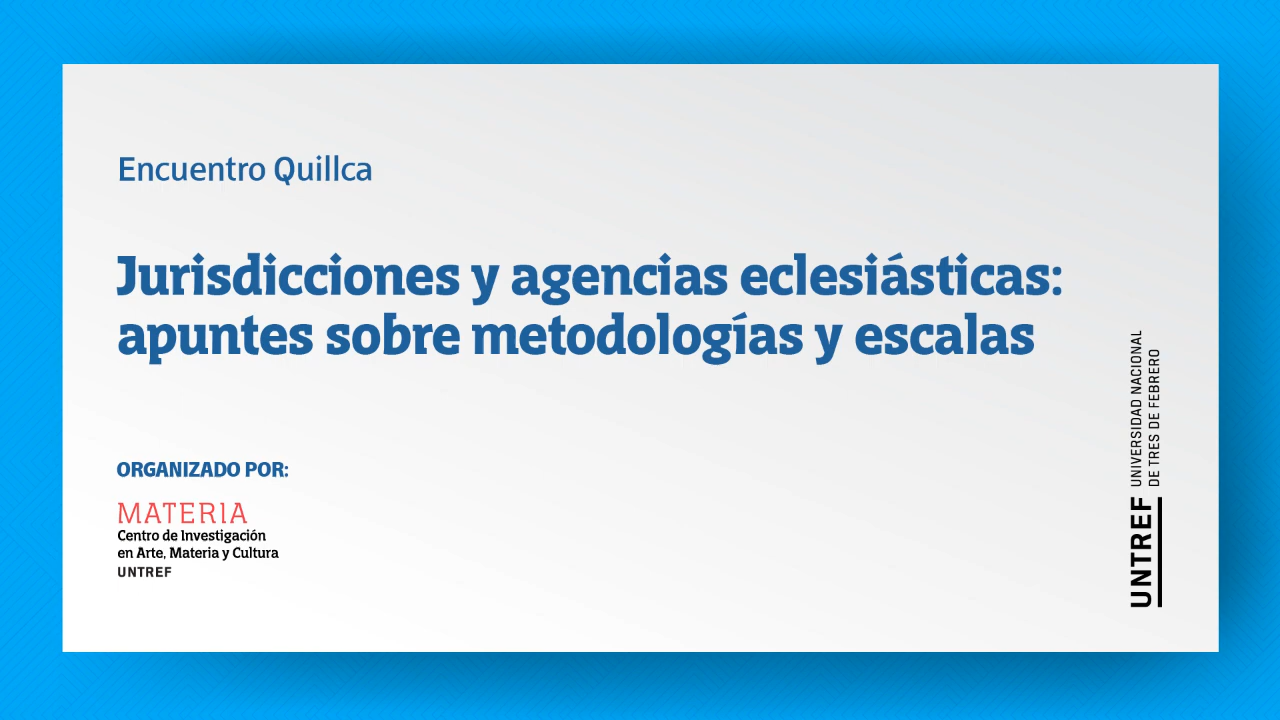 Encuentro Quillca
Jurisdicciones y agencias eclesiásticas:
apuntes sobre metodologías y escalas
ORGANIZADO POR:
MATERIA
Centro de Investigación
en Arte, Materia y Cultura
UNTREF
UNTREF
UNIVERSIDAD NACIONAL
DE TRES DE FEBRERO